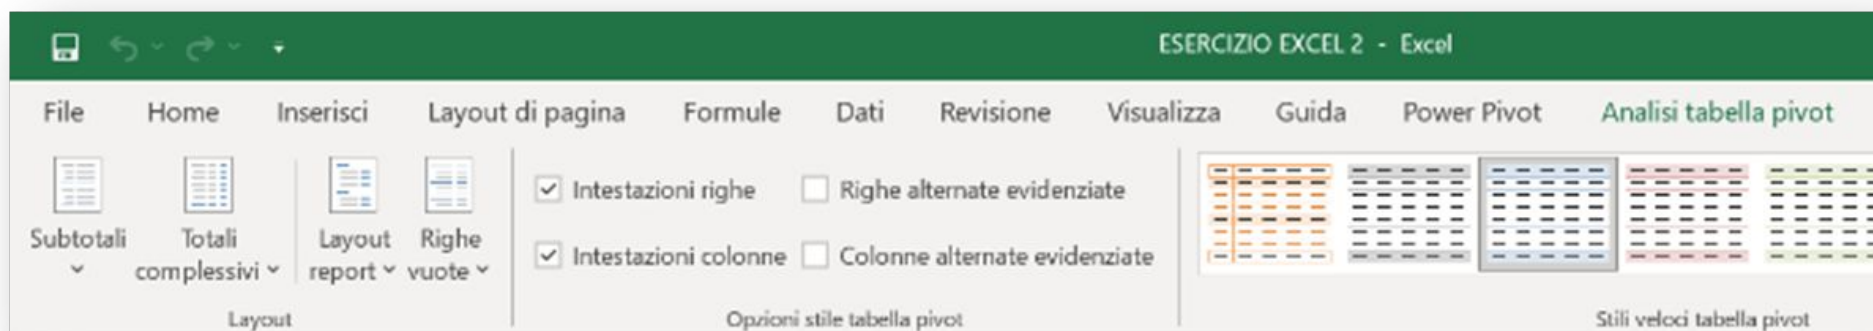 ESERCIZIO EXCEL 2 - Excel
File Home Inserisci Layout di pagina Formule Dati Revisione Visualizza Guida Power Pivot Analisi tabella pivot
Intestazioni righe Righe alternate evidenziate
Subtotali Totali complessivi Layout report Righe vuote
Intestazioni colonne Colonne alternate evidenziate
Layout Opzioni stile tabella pivot Stili veloci tabella pivot